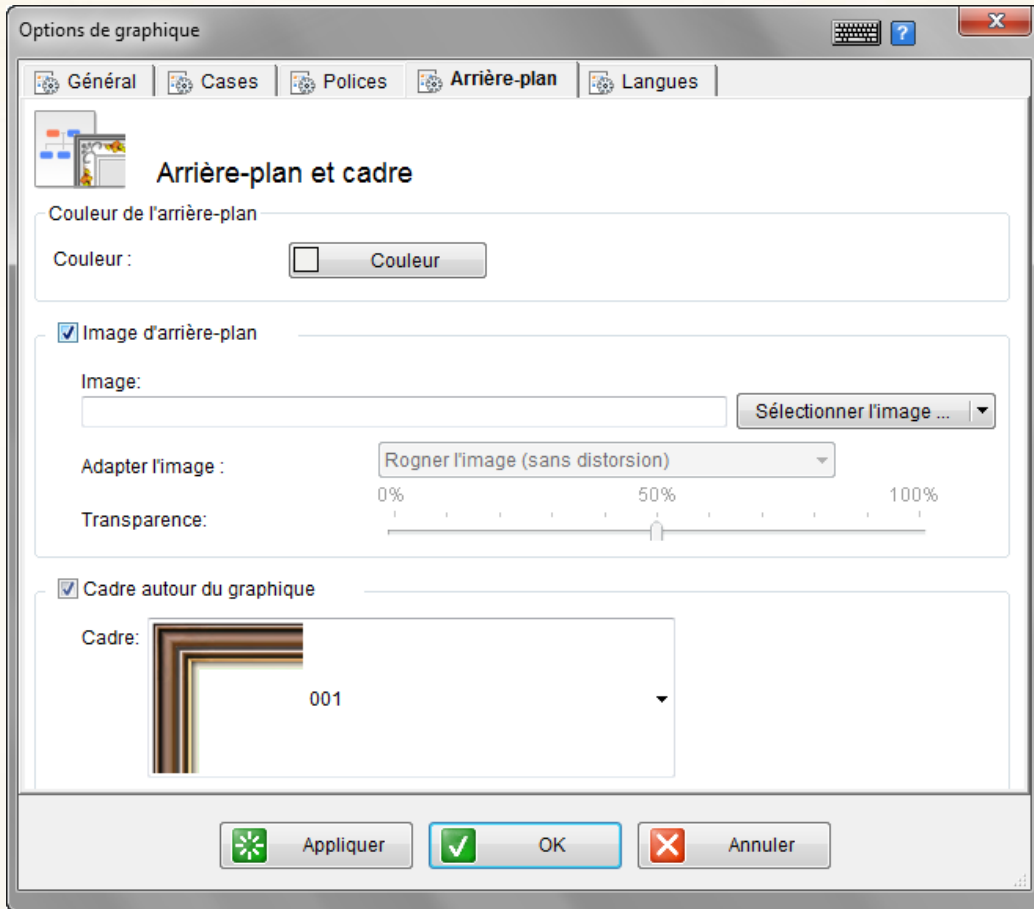 Options de graphique
Général Cases Polices Arrière-plan Langues
Arrière-plan et cadre
Couleur de l'arrière-plan
Couleur : Couleur
Image d'arrière-plan
Image:
Sélectionner l'image ...
Adapter l'image : Rogner l'image (sans distorsion)
0% 50% 100%
Transparence:
Cadre autour du graphique
Cadre:
001
Appliquer OK Annuler